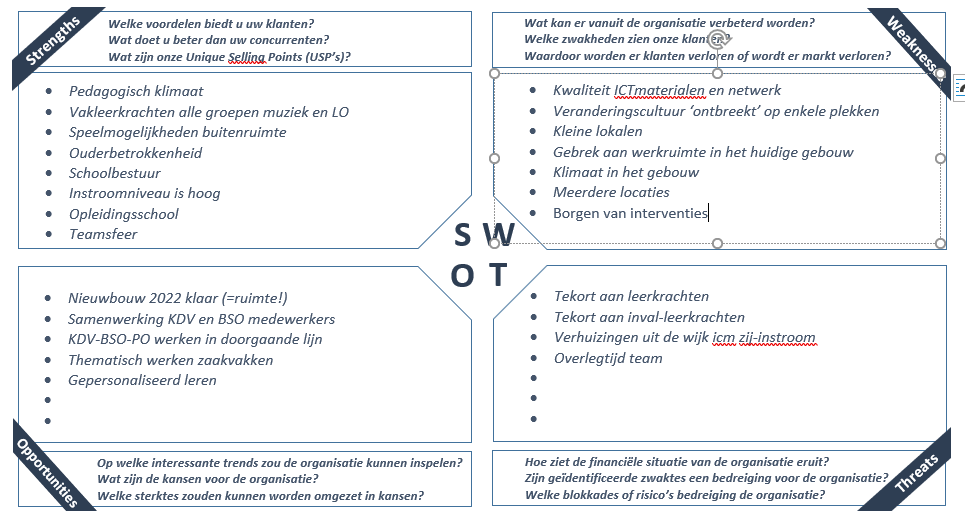 Strengths
Welke voordelen biedt u uw klanten?
Wat doet u beter dan uw concurrenten?
Wat zijn onze Unique Selling Points (USP's)?
• Pedagogisch klimaat
• Vakleerkrachten alle groepen muziek en LO
• Speelmogelijkheden buitenruimte
• Ouderbetrokkenheid
• Schoolbestuur
• Instroomniveau is hoog
• Opleidingsschool
• Teamsfeer
Weakness
Wat kan er vanuit de organisatie verbeterd worden?
Welke zwakheden zien onze klanten?
Waardoor worden er klanten verloren of wordt er markt verloren?
• Kwaliteit ICTmaterialen en netwerk
• Veranderingscultuur ‘ontbreekt’ op enkele plekken
• Kleine lokalen
• Gebrek aan werkruimte in het huidige gebouw
• Klimaat in het gebouw
• Meerdere locaties
• Borgen van interventies
S W
O T
• Nieuwbouw 2022 klaar (=ruimte!)
• Samenwerking KDV en BSO medewerkers
• KDV-BSO-PO werken in doorgaande lijn
• Thematisch werken zaakvakken
• Gepersonaliseerd leren
•
•
Opportunities
Op welke interessante trends zou de organisatie kunnen inspelen?
Wat zijn de kansen voor de organisatie?
Welke sterktes zouden kunnen worden omgezet in kansen?
• Tekort aan leerkrachten
• Tekort aan inval-leerkrachten
• Verhuizingen uit de wijk icm zij-instroom
• Overlegtijd team
•
•
•
Threats
Hoe ziet de financiële situatie van de organisatie eruit?
Zijn geïdentificeerde zwaktes een bedreiging voor de organisatie?
Welke blokkades of risico's bedreiging de organisatie?